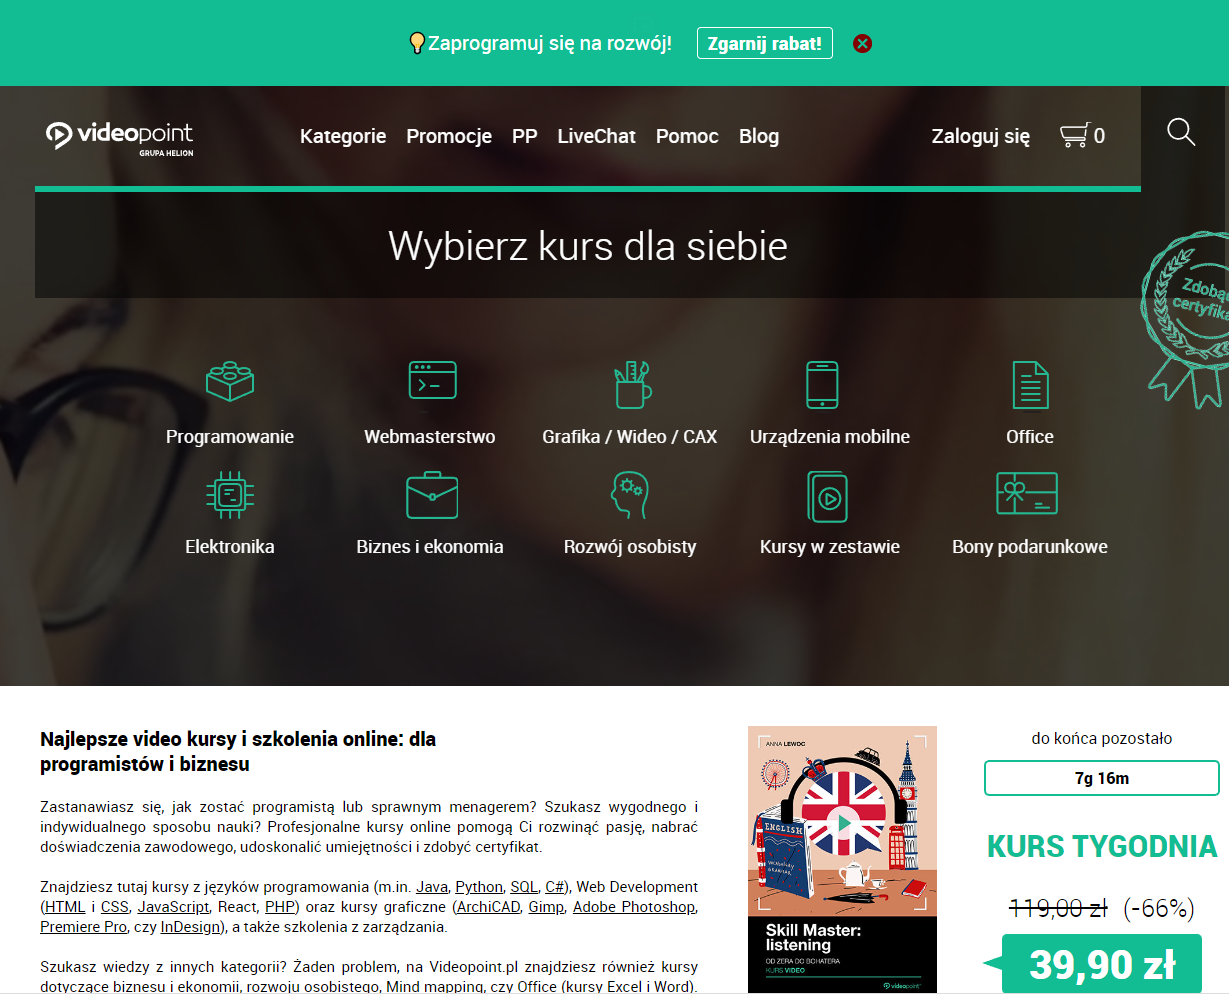 Zaprogramuj się na rozwój! Zgarnij rabat!
videopoint
GRUPA HELION
Kategorie Promocje PP LiveChat Pomoc Blog
Zaloguj się 0
Wybierz kurs dla siebie
Zdobądź
certyfikat
Programowanie Webmasterstwo Grafika / Wideo / CAX Urządzenia mobilne Office
Elektronika Biznes i ekonomia Rozwój osobisty Kursy w zestawie Bony podarunkowe
Najlepsze video kursy i szkolenia online: dla
programistów i biznesu
Zastanawiasz się, jak zostać programistą lub sprawnym menagerem? Szukasz wygodnego i
indywidualnego sposobu nauki? Profesjonalne kursy online pomogą Ci rozwinąć pasję, nabrać
doświadczenia zawodowego, udoskonalić umiejętności i zdobyć certyfikat.
Znajdziesz tutaj kursy z języków programowania (m.in. Java, Python, SQL, C#), Web Development
(HTML i CSS, JavaScript, React, PHP) oraz kursy graficzne (ArchiCAD, Gimp, Adobe Photoshop,
Premiere Pro, czy InDesign), a także szkolenia z zarządzania.
Szukasz wiedzy z innych kategorii? Żaden problem, na Videopoint.pl znajdziesz również kursy
dotyczące biznesu i ekonomii, rozwoju osobistego, Mind mapping, czy Office (kursy Excel i Word).
ANNA LEWOC
ENGLISH
VOCABULARY
GRAMMAR
Skill Master:
listening
OD ZERA DO BOHATERA
KURS VIDEO
videopoint
do końca pozostało
7g 16m
KURS TYGODNIA
119,00 zł (-66%)
39,90 zł